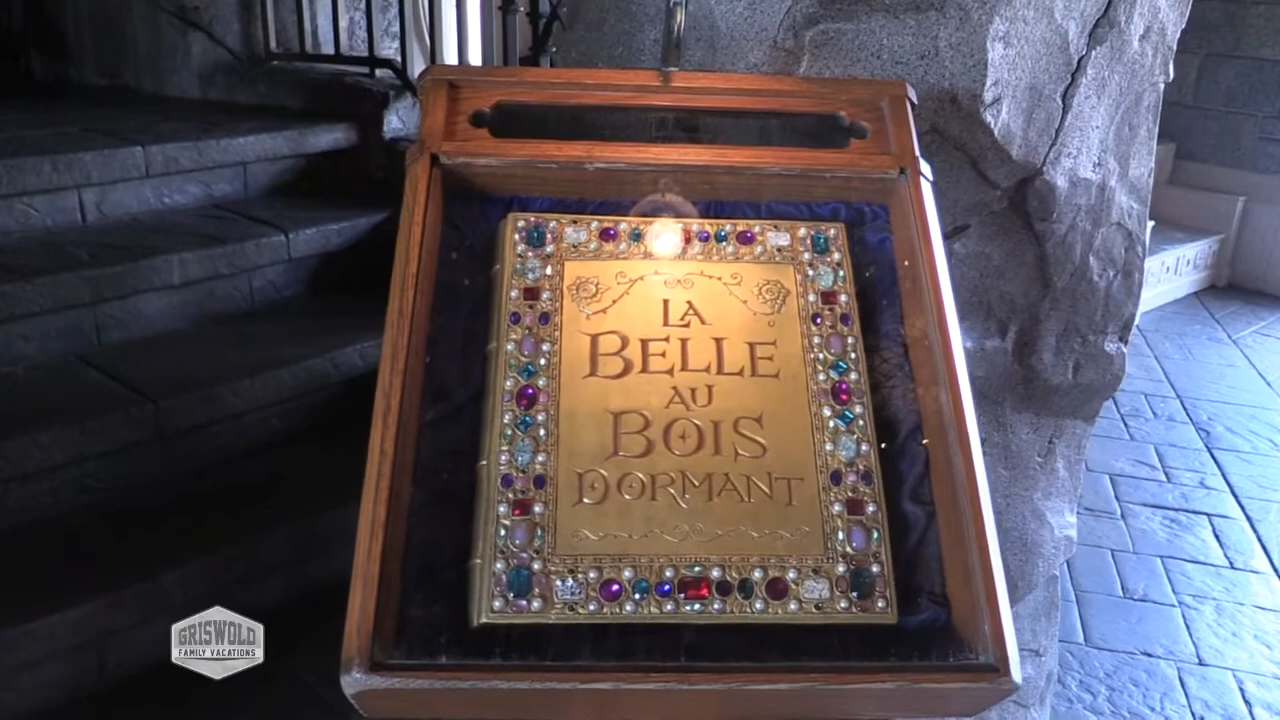 LA
BELLE
AU
BOIS
DORMANT
GRISWOLD
FAMILY VACATIONS